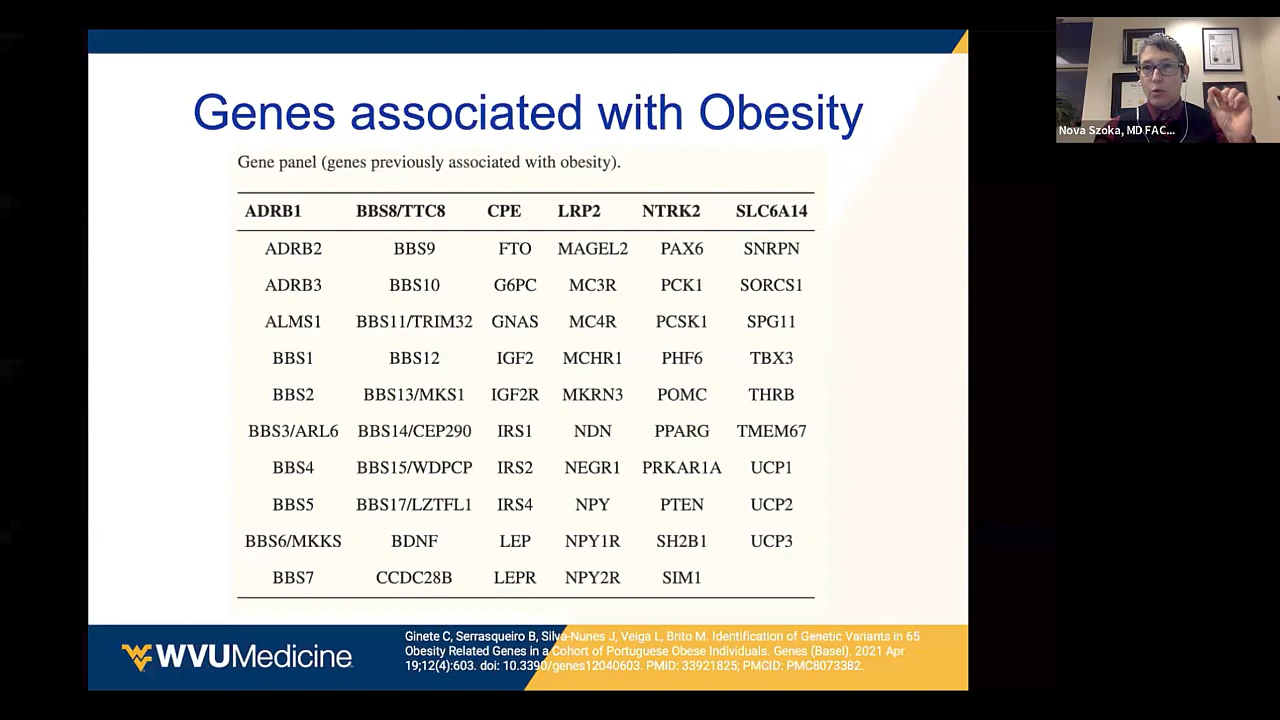 Genes associated with Obesity
Gene panel (genes previously associated with obesity).
ADRB1 BBS8/TTC8 CPE LRP2 NTRK2 SLC6A14
ADRB2 BBS9 FTO MAGEL2 PAX6 SNRPN
ADRB3 BBS10 G6PC MC3R PCK1 SORCS1
ALMS1 BBS11/TRIM32 GNAS MC4R PCSK1 SPG11
BBS1 BBS12 IGF2 MCHR1 PHF6 TBX3
BBS2 BBS13/MKS1 IGF2R MKRN3 POMC THRB
BBS3/ARL6 BBS14/CEP290 IRS1 NDN PPARG TMEM67
BBS4 BBS15/WDPCP IRS2 NEGR1 PRKAR1A UCP1
BBS5 BBS17/LZTFL1 IRS4 NPY PTEN UCP2
BBS6/MKKS BDNF LEP NPY1R SH2B1 UCP3
BBS7 CCDC28B LEPR NPY2R SIM1
WVUMedicine
Ginete C, Serrasqueiro B, Silva-Nunes J, Veiga L, Brito M. Identification of Genetic Variants in 65
Obesity Related Genes in a Cohort of Portuguese Obese Individuals. Genes (Basel). 2021 Apr
19;12(4):603. doi: 10.3390/genes12040603. PMID: 33921825; PMCID: PMC8073382.
Nova Szoka, MD FAC...